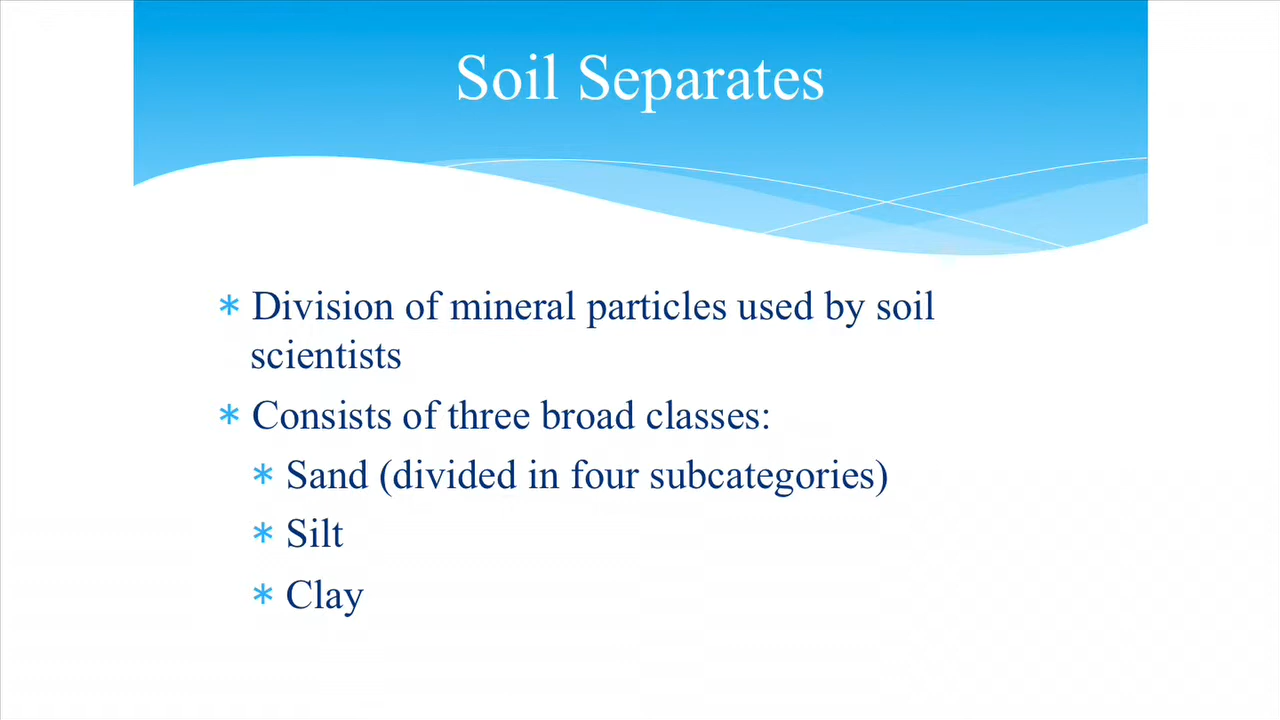 Soil Separates
* Division of mineral particles used by soil
scientists
* Consists of three broad classes:
* Sand (divided in four subcategories)
* Silt
* Clay